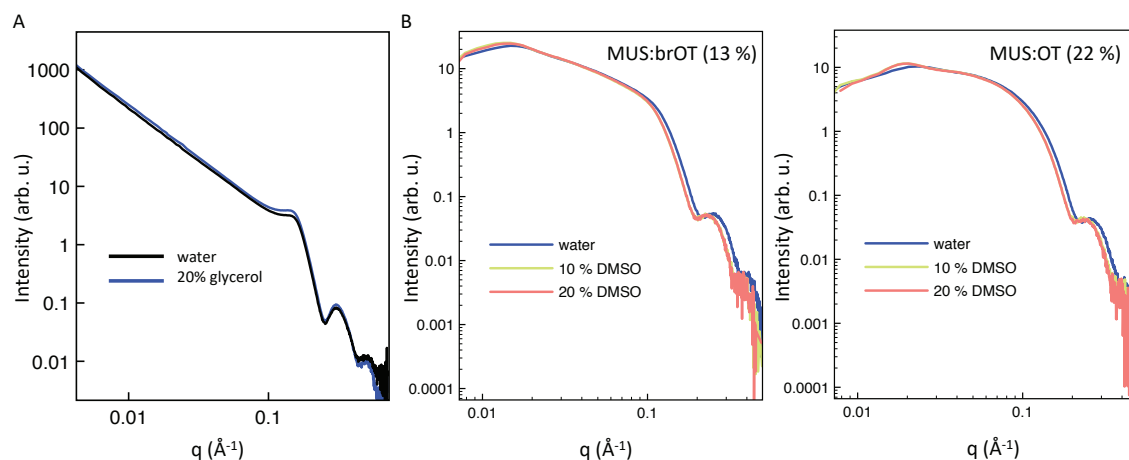 A
Intensity (arb. u.)
1000
100
10
1
0.1
0.01
water
20% glycerol
0.01
0.1
q (Å-1)
B
Intensity (arb. u.)
10
1
0.1
0.01
0.001
0.0001
MUS:brOT (13 %)
water
10 % DMSO
20 % DMSO
0.01
0.1
q (Å-1)
Intensity (arb. u.)
10
1
0.1
0.01
0.001
0.0001
MUS:OT (22 %)
water
10 % DMSO
20 % DMSO
0.01
0.1
q (Å-1)